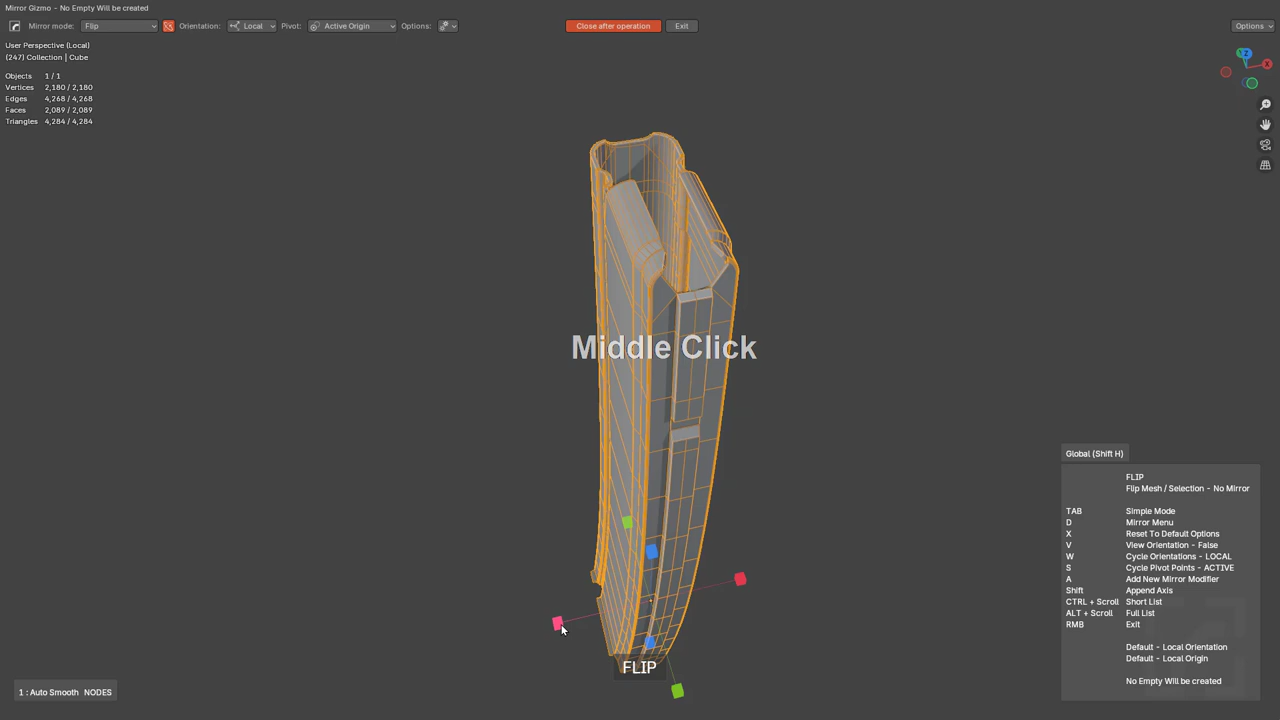 Mirror Gizmo - No Empty Will be created
Mirror mode: Flip Orientation: Local Pivot: Active Origin Options: Close after operation Exit Options
User Perspective (Local)
(247) Collection | Cube
Objects 1 / 1
Vertices 2,180 / 2,180
Edges 4,268 / 4,268
Faces 2,089 / 2,089
Triangles 4,284 / 4,284
Y Z X
Middle Click
Global (Shift H)
FLIP
Flip Mesh / Selection - No Mirror
TAB Simple Mode
D Mirror Menu
X Reset To Default Options
V View Orientation - False
W Cycle Orientations - LOCAL
S Cycle Pivot Points - ACTIVE
A Add New Mirror Modifier
Shift Append Axis
CTRL + Scroll Short List
ALT + Scroll Full List
RMB Exit
Default - Local Orientation
Default - Local Origin
No Empty Will be created
FLIP
1 : Auto Smooth NODES